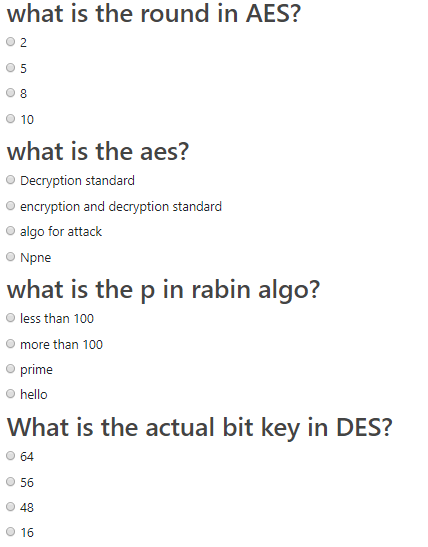 what is the round in AES?
2
5
8
10
what is the aes?
Decryption standard
encryption and decryption standard
algo for attack
Npne
what is the p in rabin algo?
less than 100
more than 100
prime
hello
What is the actual bit key in DES?
64
56
48
16